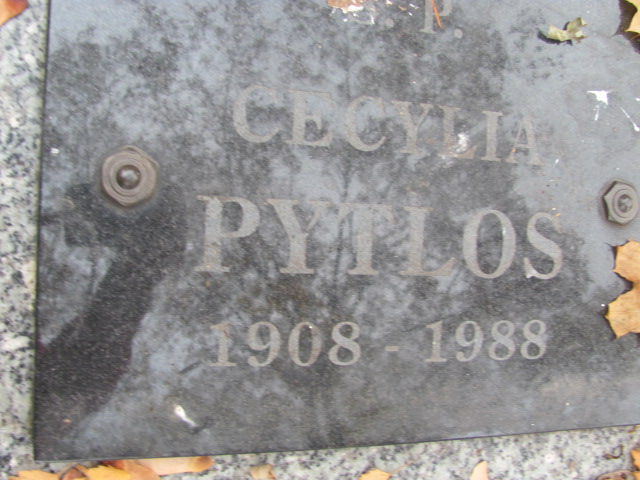 . P.
CECYLIA
PYTLOS
1908 - 1988